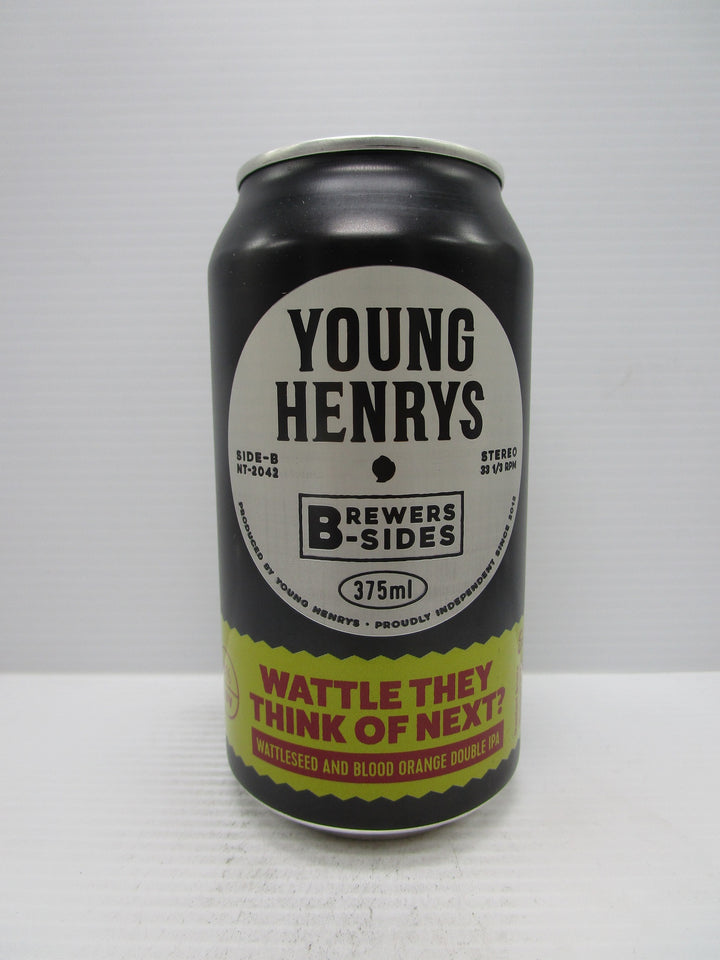 YOUNG
HENRYS
SIDE-B
NT-2042
STEREO
33 1/3 RPM
BREWERS
B-SIDES
375ml
PRODUCED BY YOUNG HENRYS • PROUDLY INDEPENDENT SINCE 2012
WATTLE THEY
THINK OF NEXT?
WATTLESEED AND BLOOD ORANGE DOUBLE IPA